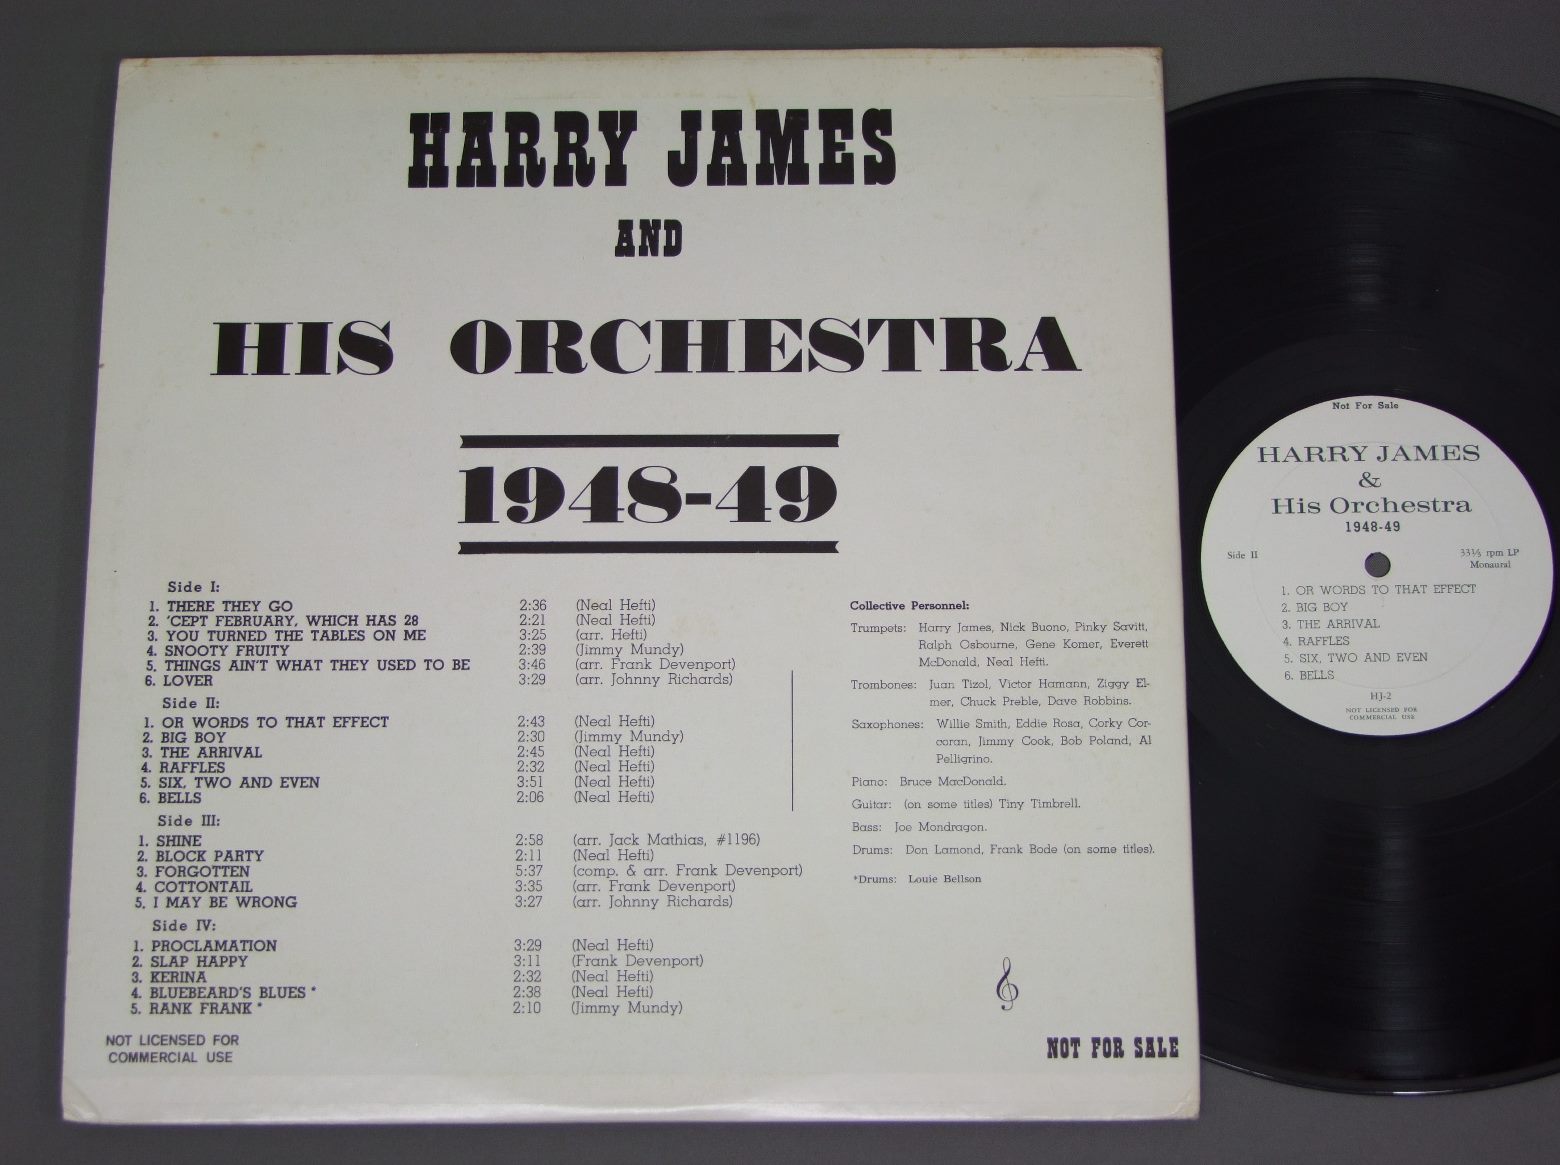 HARRY JAMES
AND
HIS ORCHESTRA
1948-49
Side I:
1. THERE THEY GO 2:36 (Neal Hefti)
2. 'CEPT FEBRUARY, WHICH HAS 28 2:21 (Neal Hefti)
3. YOU TURNED THE TABLES ON ME 3:25 (arr. Hefti)
4. SNOOTY FRUITY 2:39 (Jimmy Mundy)
5. THINGS AIN'T WHAT THEY USED TO BE 3:46 (arr. Frank Devenport)
6. LOVER 3:29 (arr. Johnny Richards)
Side II:
1. OR WORDS TO THAT EFFECT 2:43 (Neal Hefti)
2. BIG BOY 2:30 (Jimmy Mundy)
3. THE ARRIVAL 2:45 (Neal Hefti)
4. RAFFLES 2:32 (Neal Hefti)
5. SIX, TWO AND EVEN 3:51 (Neal Hefti)
6. BELLS 2:06 (Neal Hefti)
Side III:
1. SHINE 2:58 (arr. Jack Mathias, #1196)
2. BLOCK PARTY 2:11 (Neal Hefti)
3. FORGOTTEN 5:37 (comp. & arr. Frank Devenport)
4. COTTONTAIL 3:35 (arr. Frank Devenport)
5. I MAY BE WRONG 3:27 (arr. Johnny Richards)
Side IV:
1. PROCLAMATION 3:29 (Neal Hefti)
2. SLAP HAPPY 3:11 (Frank Devenport)
3. KERINA 2:32 (Neal Hefti)
4. BLUEBEARD'S BLUES * 2:38 (Neal Hefti)
5. RANK FRANK * 2:10 (Jimmy Mundy)
NOT LICENSED FOR
COMMERCIAL USE
Collective Personnel:
Trumpets: Harry James, Nick Buono, Pinky Savitt,
Ralph Osbourne, Gene Komer, Everett
McDonald, Neal Hefti.
Trombones: Juan Tizol, Victor Hamann, Ziggy El-
mer, Chuck Preble, Dave Robbins.
Saxophones: Willie Smith, Eddie Rosa, Corky Cor-
coran, Jimmy Cook, Bob Poland, Al
Pelligrino.
Piano: Bruce MacDonald.
Guitar: (on some titles) Tiny Timbrell.
Bass: Joe Mondragon.
Drums: Don Lamond, Frank Bode (on some titles).
*Drums: Louie Bellson
NOT FOR SALE
Not For Sale
HARRY JAMES
&
His Orchestra
1948-49
Side II
33⅓ rpm LP
Monaural
1. OR WORDS TO THAT EFFECT
2. BIG BOY
3. THE ARRIVAL
4. RAFFLES
5. SIX, TWO AND EVEN
6. BELLS
HJ-2
NOT LICENSED FOR
COMMERCIAL USE